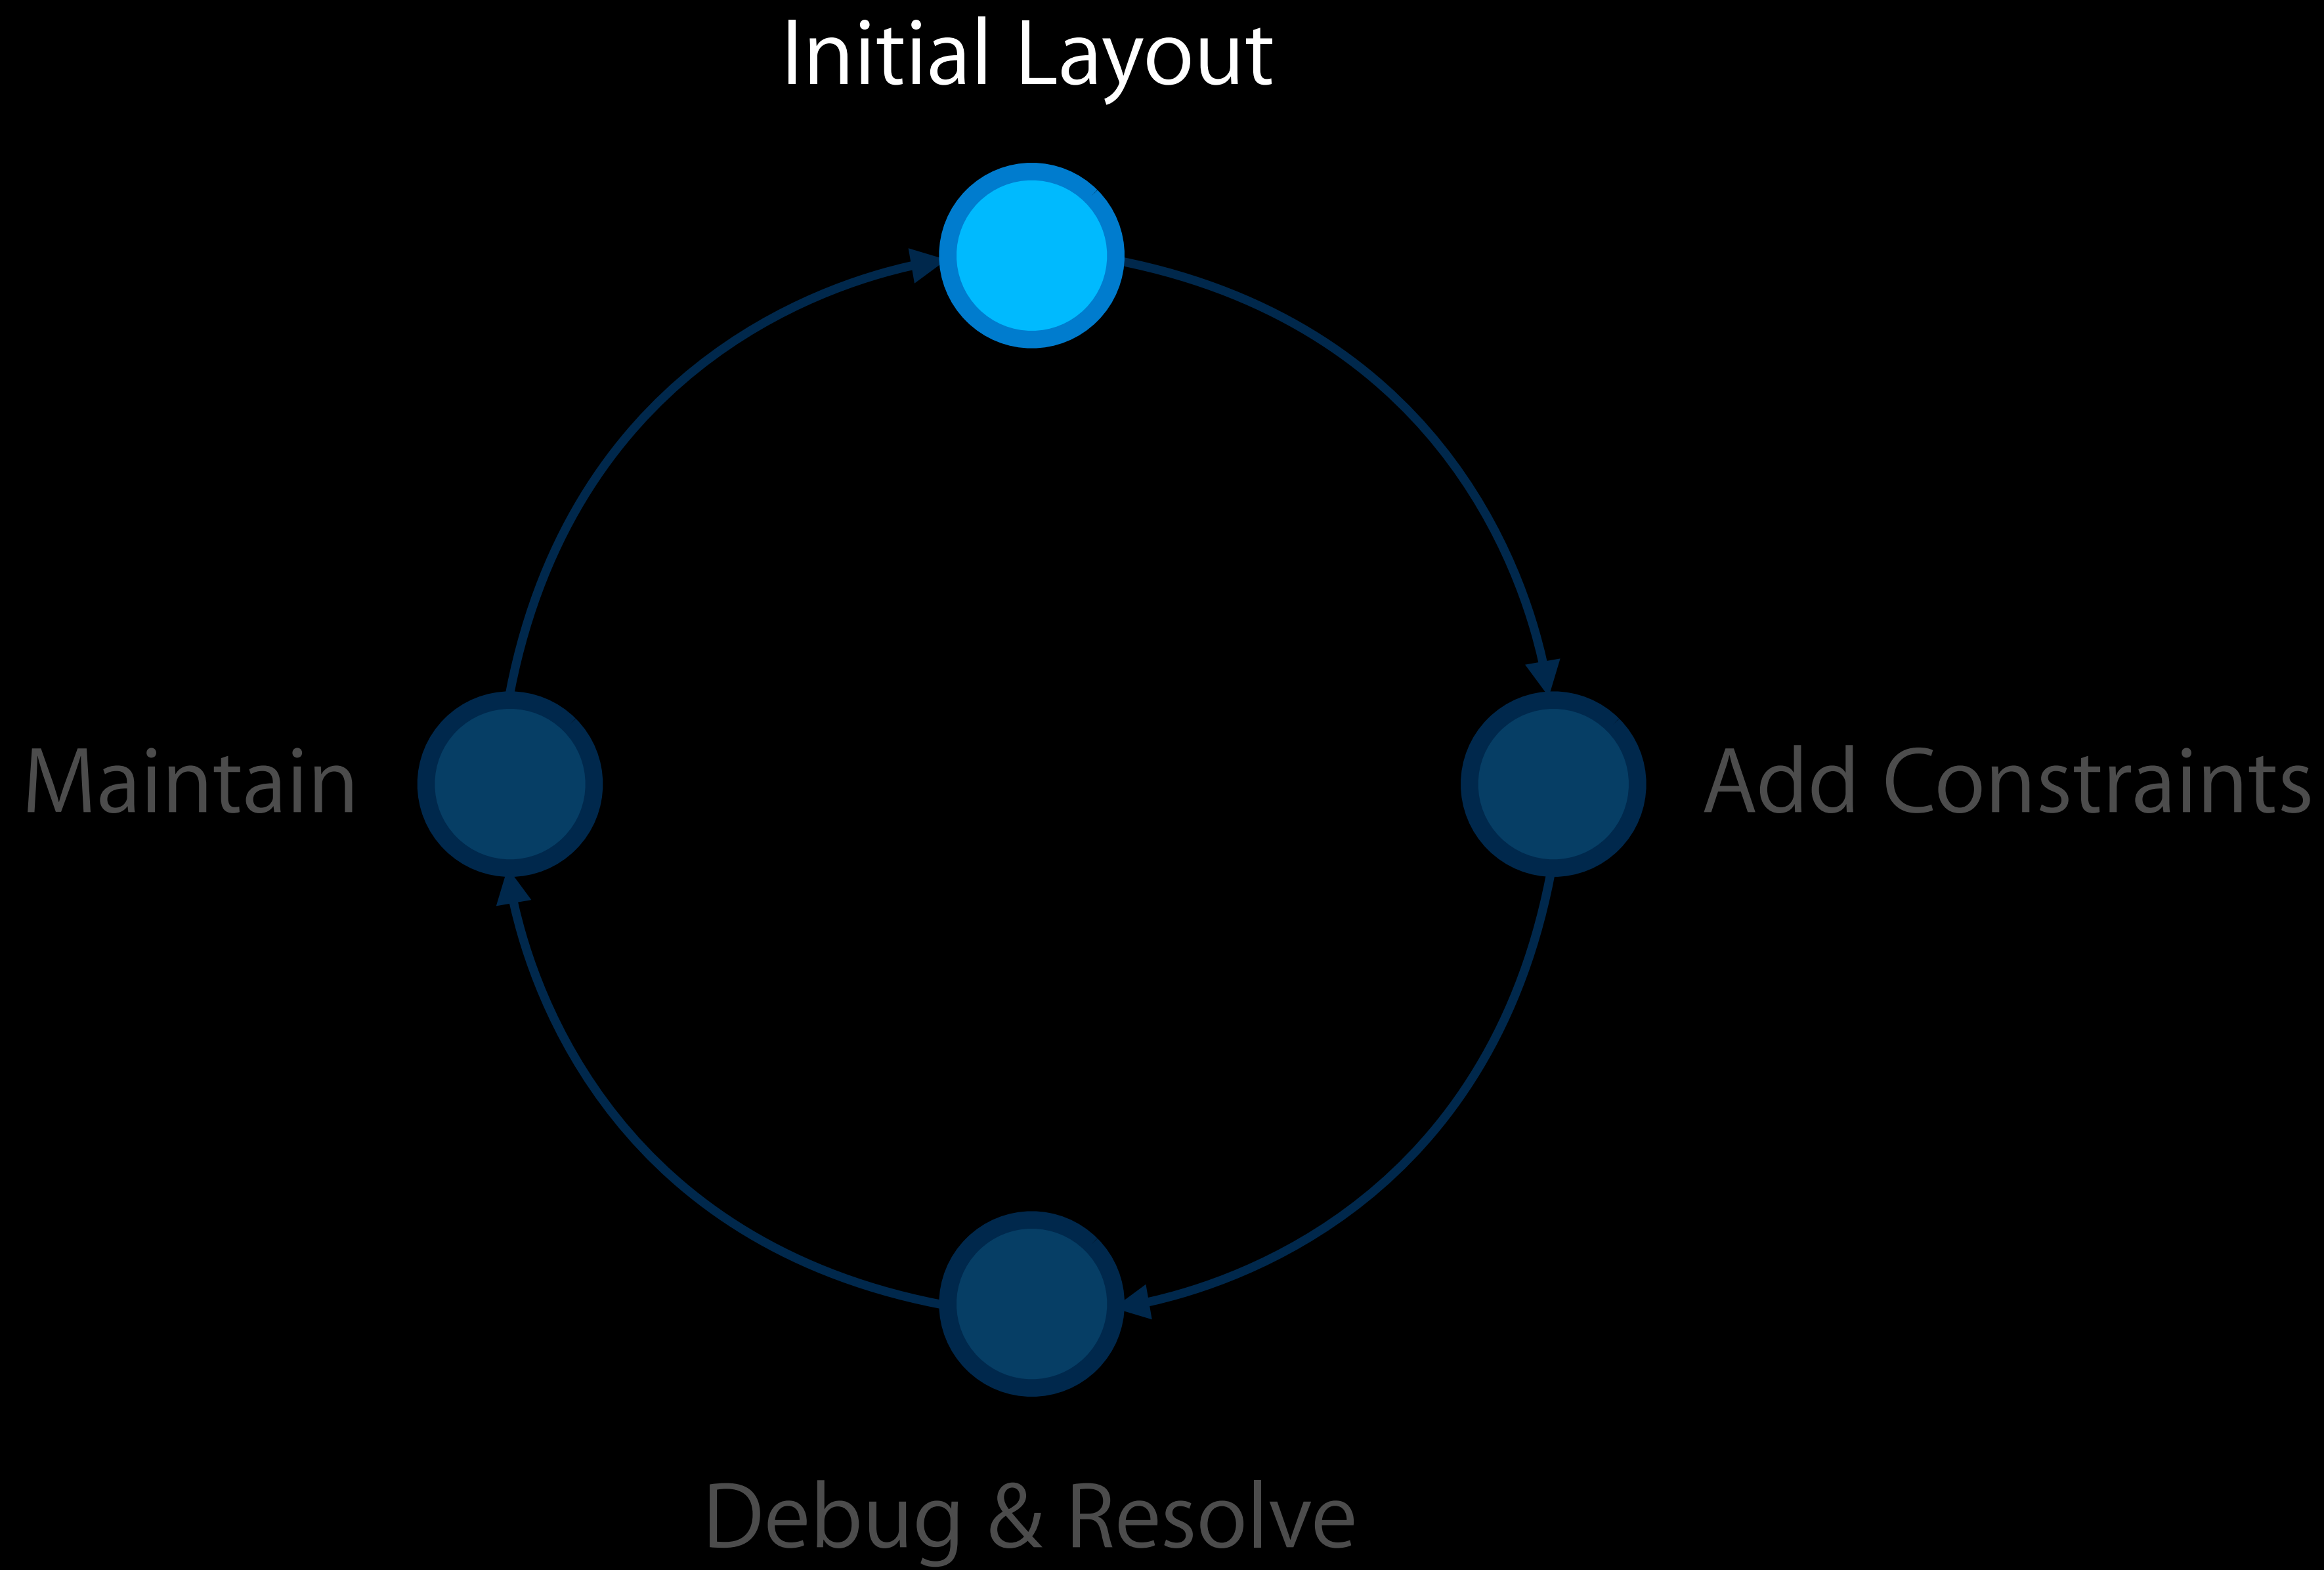 Initial Layout
Maintain
Add Constraints
Debug & Resolve